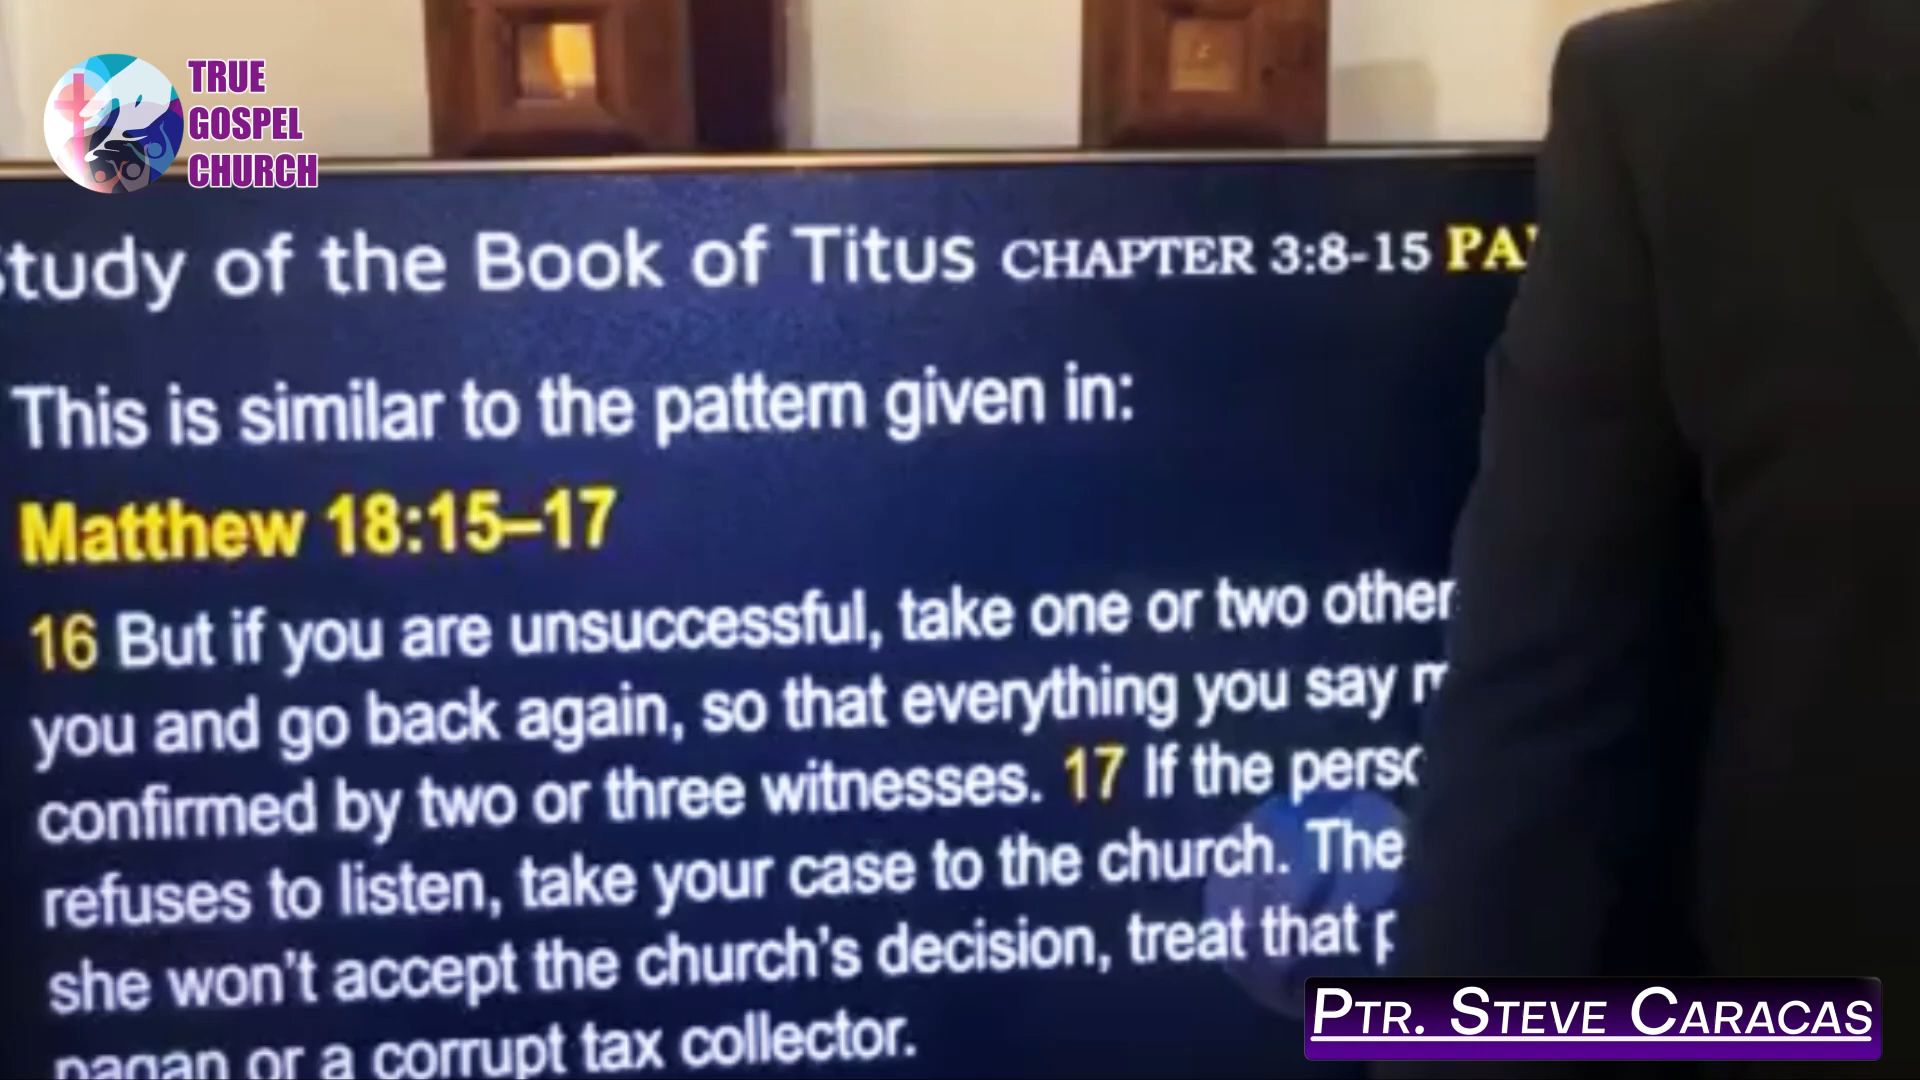 TRUE
GOSPEL
CHURCH
Study of the Book of Titus CHAPTER 3:8-15
This is similar to the pattern given in:
Matthew 18:15–17
16 But if you are unsuccessful, take one or two other
you and go back again, so that everything you say
confirmed by two or three witnesses. 17 If the
refuses to listen, take your case to the church. The
she won't accept the church's decision, treat that
pagan or a corrupt tax collector.
PTR. STEVE CARACAS